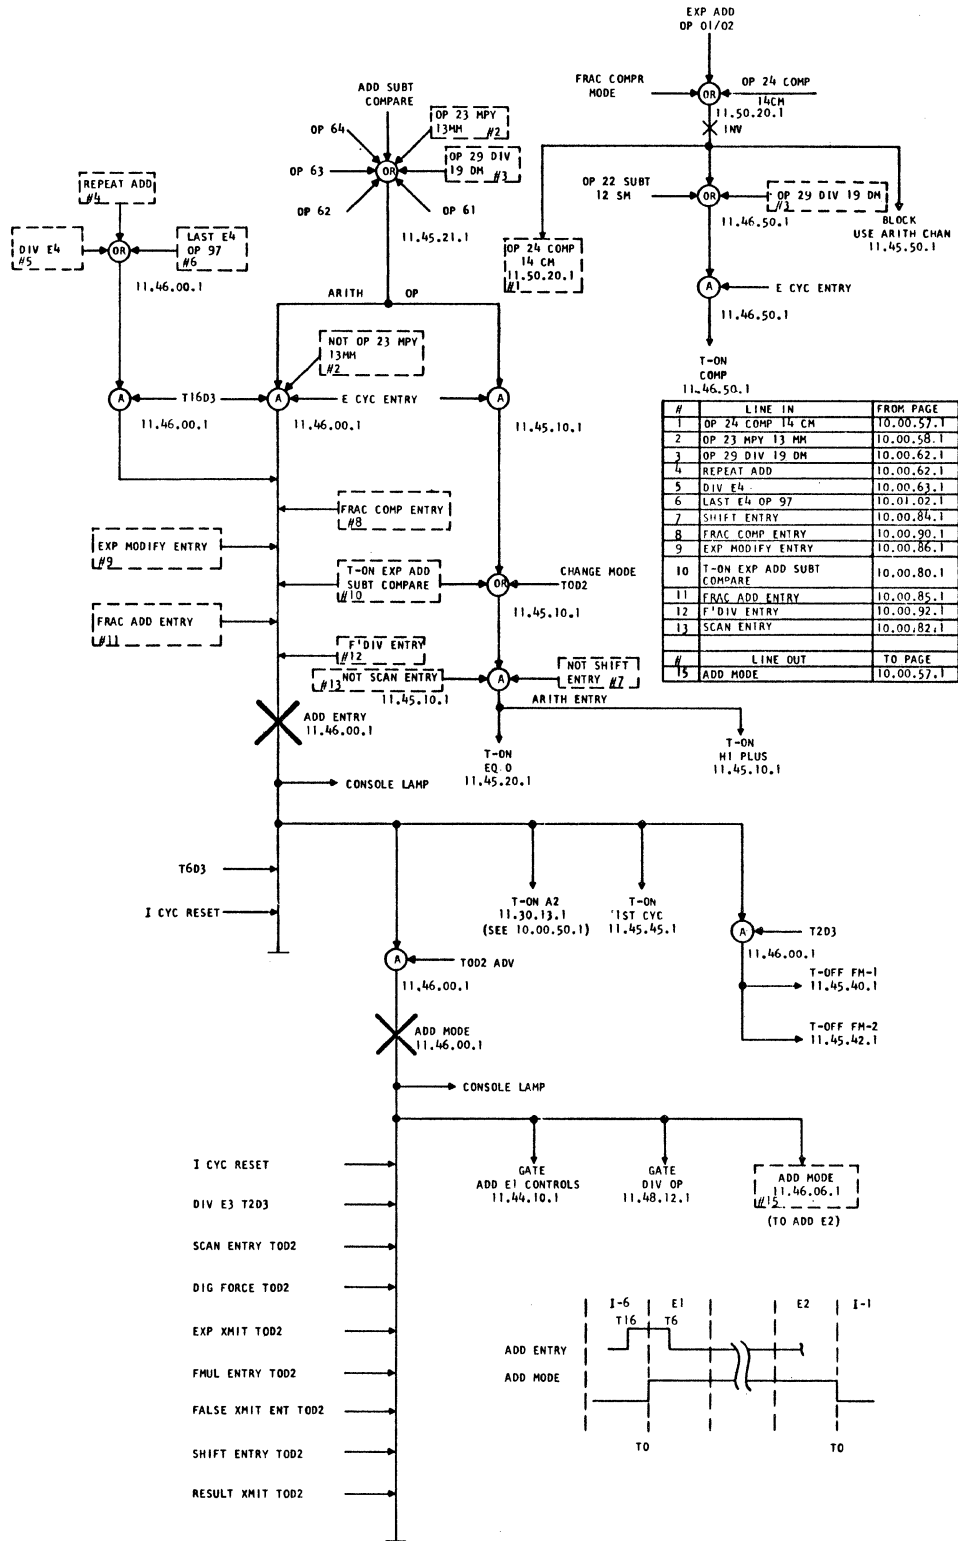 EXP ADD
OP 01/02
FRAC COMPR
MODE
OR
OP 24 COMP
14CM
11.50.20.1
INV
ADD SUBT
COMPARE
OP 64
OP 23 MPY
13MM #2
OP 63
OR
OP 29 DIV
19 DM #3
OP 62
OP 61
11.45.21.1
REPEAT ADD
#4
DIV E4
#5
OR
LAST E4
OP 97
#6
11.46.00.1
OP 22 SUBT
12 SM
OR
OP 29 DIV 19 DM
#3
11.46.50.1
BLOCK
USE ARITH CHAN
11.45.50.1
OP 24 COMP
14 CM
11.50.20.1
#1
A
E CYC ENTRY
11.46.50.1
T-ON
COMP
11.46.50.1
ARITH OP
NOT OP 23 MPY
13MM
#2
A
T16D3
A
E CYC ENTRY
A
11.46.00.1
11.46.00.1
11.45.10.1
# LINE IN FROM PAGE
1 OP 24 COMP 14 CM 10.00.57.1
2 OP 23 MPY 13 MM 10.00.58.1
3 OP 29 DIV 19 DM 10.00.62.1
4 REPEAT ADD 10.00.62.1
5 DIV E4 10.00.63.1
6 LAST E4 OP 97 10.01.02.1
7 SHIFT ENTRY 10.00.84.1
8 FRAC COMP ENTRY 10.00.90.1
9 EXP MODIFY ENTRY 10.00.86.1
10 T-ON EXP ADD SUBT
COMPARE 10.00.80.1
11 FRAC ADD ENTRY 10.00.85.1
12 F'DIV ENTRY 10.00.92.1
13 SCAN ENTRY 10.00.82.1
# LINE OUT TO PAGE
15 ADD MODE 10.00.57.1
FRAC COMP ENTRY
#8
EXP MODIFY ENTRY
#9
T-ON EXP ADD
SUBT COMPARE
#10
OR
CHANGE MODE
TOD2
11.45.10.1
FRAC ADD ENTRY
#11
F'DIV ENTRY
#12
#13 NOT SCAN ENTRY
A
NOT SHIFT
ENTRY #7
11.45.10.1
ARITH ENTRY
ADD ENTRY
11.46.00.1
T-ON
EQ O
11.45.20.1
T-ON
H1 PLUS
11.45.10.1
CONSOLE LAMP
T6D3
I CYC RESET
T-ON A2
11.30.13.1
(SEE 10.00.50.1)
T-ON
1ST CYC
11.45.45.1
A
T2D3
11.46.00.1
T-OFF FM-1
11.45.40.1
T-OFF FM-2
11.45.42.1
A
TOD2 ADV
11.46.00.1
ADD MODE
11.46.00.1
CONSOLE LAMP
I CYC RESET
DIV E3 T2D3
SCAN ENTRY TOD2
DIG FORCE TOD2
EXP XMIT TOD2
FMUL ENTRY TOD2
FALSE XMIT ENT TOD2
SHIFT ENTRY TOD2
RESULT XMIT TOD2
GATE
ADD E1 CONTROLS
11.44.10.1
GATE
DIV OP
11.48.12.1
ADD MODE
11.46.06.1
#15
(TO ADD E2)
I-6 E1 E2 I-1
T16 T6
ADD ENTRY
ADD MODE
TO TO